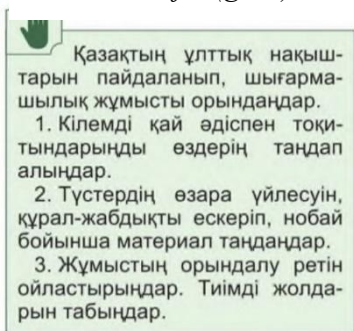 Қазақтың ұлттық нақыш-
тарын пайдаланып, шығарма-
шылық жұмысты орындаңдар.
1. Кілемді қай әдіспен тоқи-
тындарыңды өздерің таңдап
алыңдар.
2. Түстердің өзара үйлесуін,
құрал-жабдықты ескеріп, нобай
бойынша материал таңдаңдар.
3. Жұмыстың орындалу ретін
ойластырыңдар. Тиімді жолда-
рын табыңдар.